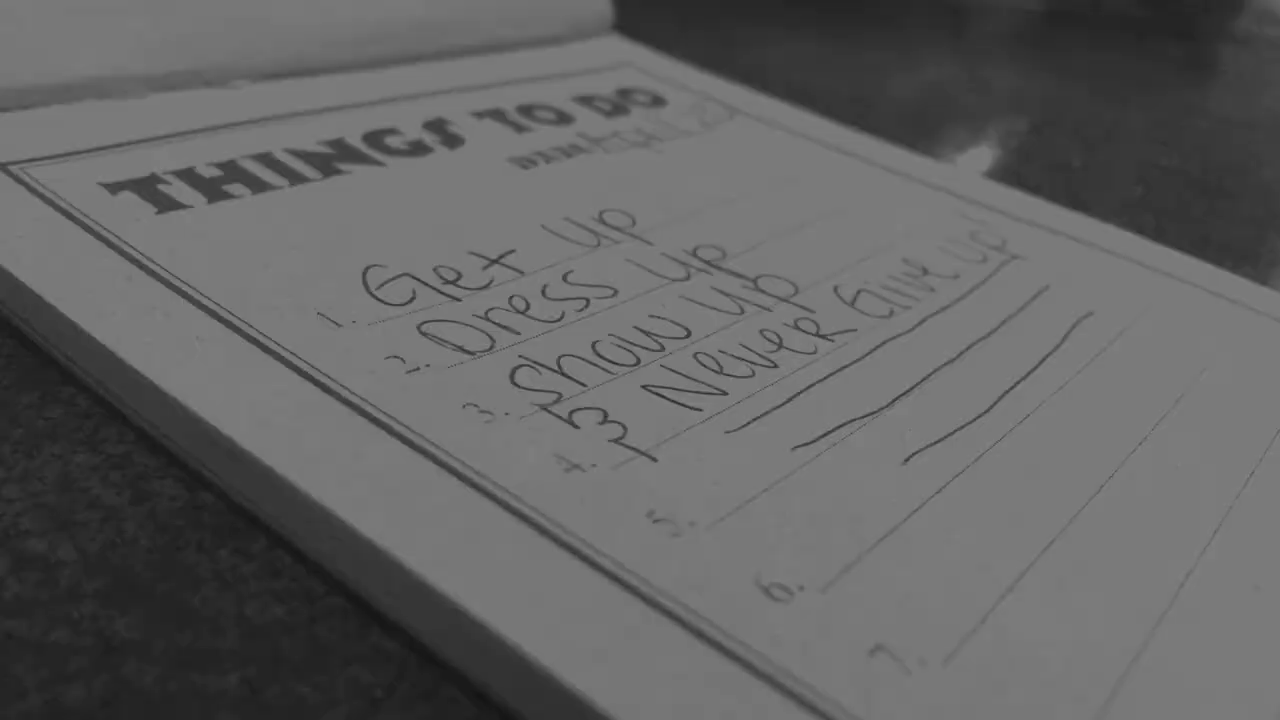 THINGS TO DO
1. Get Up
2. Dress Up
3. Show Up
4. & Never Give Up
5.
6.
7.